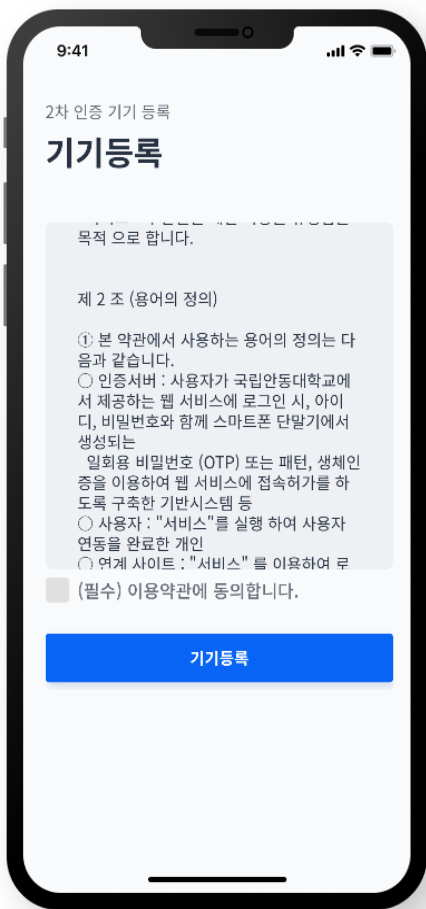 9:41
2차 인증 기기 등록
기기등록
목적 으로 합니다.
제 2 조 (용어의 정의)
① 본 약관에서 사용하는 용어의 정의는 다
음과 같습니다.
○ 인증서버 : 사용자가 국립안동대학교에
서 제공하는 웹 서비스에 로그인 시, 아이
디, 비밀번호와 함께 스마트폰 단말기에서
생성되는
일회용 비밀번호 (OTP) 또는 패턴, 생체인
증을 이용하여 웹 서비스에 접속허가를 하
도록 구축한 기반시스템 등
○ 사용자 : "서비스"를 실행 하여 사용자
연동을 완료한 개인
○ 연계 사이트 : "서비스" 를 이용하여 로
(필수) 이용약관에 동의합니다.
기기등록